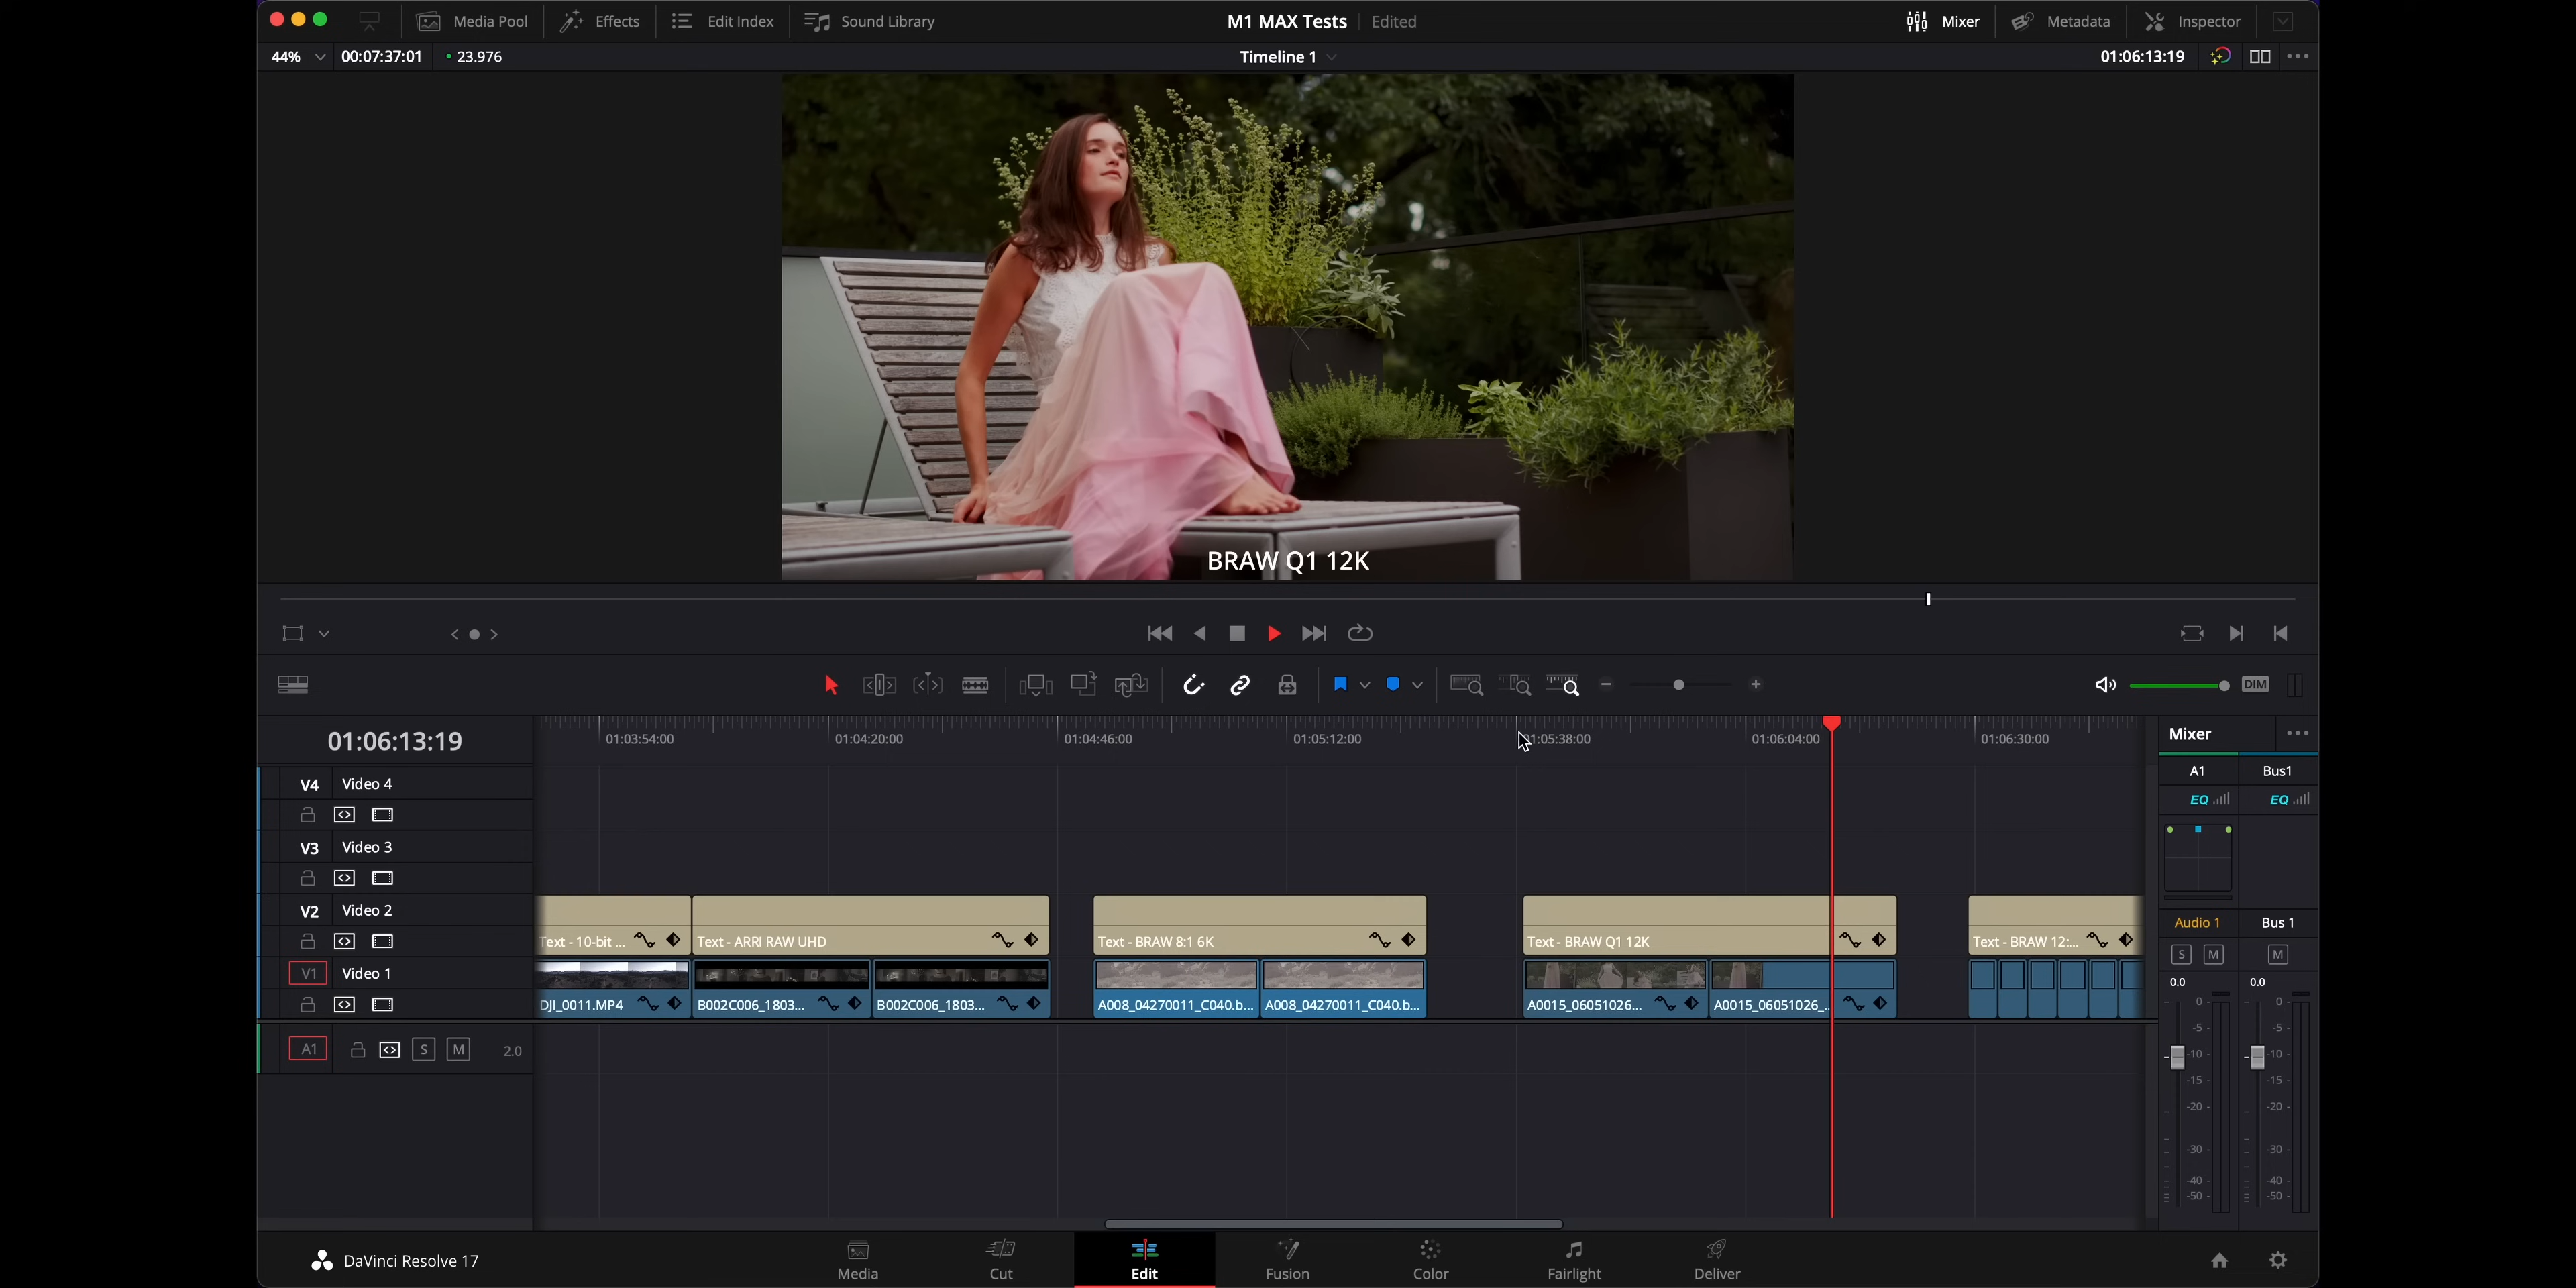 Media Pool Effects Edit Index Sound Library M1 MAX Tests Edited Mixer Metadata Inspector
44% 00:07:37:01 23.976 Timeline 1 01:06:13:19
BRAW Q1 12K
DIM
01:06:13:19 01:03:54:00 01:04:20:00 01:04:46:00 01:05:12:00 01:05:38:00 01:06:04:00 01:06:30:00 Mixer
V4 Video 4 A1 Bus1
EQ EQ
V3 Video 3
V2 Video 2 Audio 1 Bus 1
Text - 10-bit ... Text - ARRI RAW UHD Text - BRAW 8:1 6K Text - BRAW Q1 12K Text - BRAW 12:...
S M M
V1 Video 1 0.0 0.0
DJI_0011.MP4 B002C006_1803... B002C006_1803... A008_04270011_C040.b... A008_04270011_C040.b... A0015_06051026... A0015_06051026_...
0 0
-5 -5
A1 S M 2.0
-10 -10
-15 -15
-20 -20
-30 -30
-40 -40
-50 -50
DaVinci Resolve 17 Media Cut Edit Fusion Color Fairlight Deliver